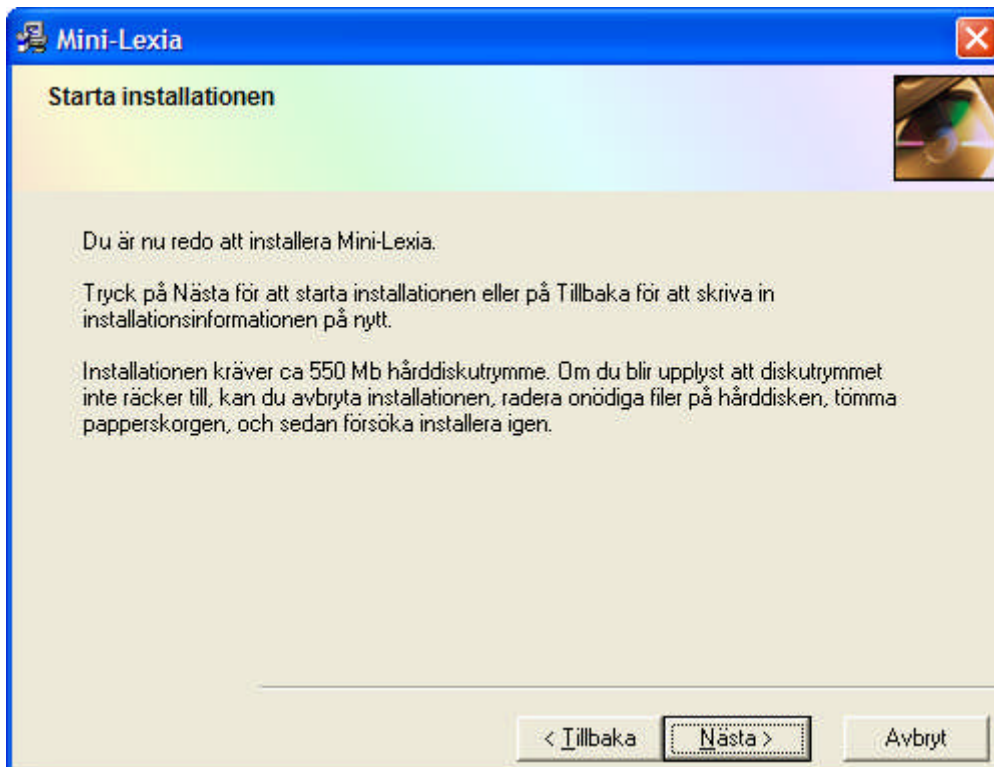 Mini-Lexia
Starta installationen
Du är nu redo att installera Mini-Lexia.
Tryck på Nästa för att starta installationen eller på Tillbaka för att skriva in
installationsinformationen på nytt.
Installationen kräver ca 550 Mb hårddiskutrymme. Om du blir upplyst att diskutrymmet
inte räcker till, kan du avbryta installationen, radera onödiga filer på hårddisken, tömma
papperskorgen, och sedan försöka installera igen.
< Tillbaka
Nästa >
Avbryt